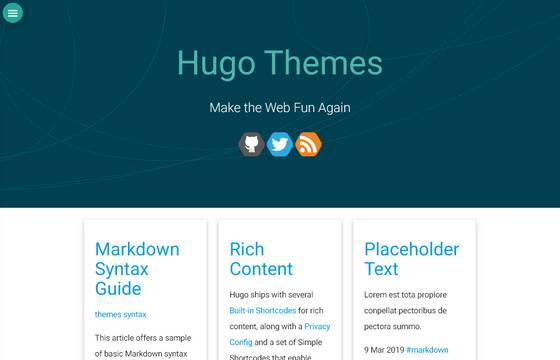 Hugo Themes
Make the Web Fun Again
Markdown
Syntax
Guide
themes syntax
This article offers a sample
of basic Markdown syntax
Rich
Content
Hugo ships with several
Built-in Shortcodes for rich
content, along with a Privacy
Config and a set of Simple
Shortcodes that enable
Placeholder
Text
Lorem est tota propiore
conpellat pectoribus de
pectora summo.
9 Mar 2019 #markdown